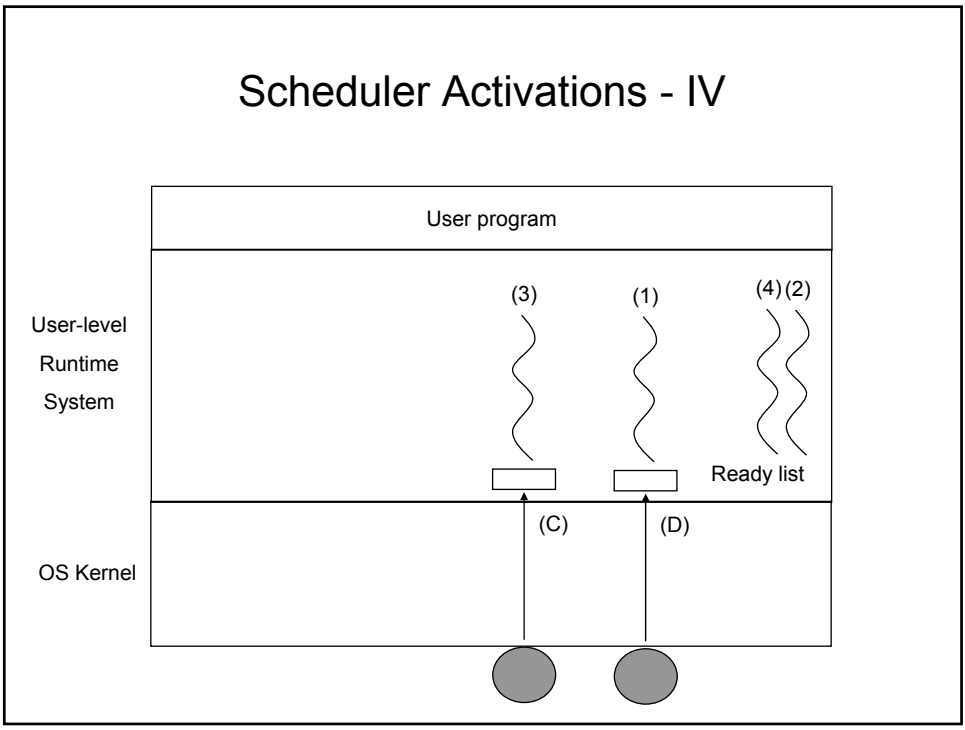 Scheduler Activations - IV
User program
(3)
(1)
(4) (2)
User-level
Runtime
System
Ready list
(C)
(D)
OS Kernel